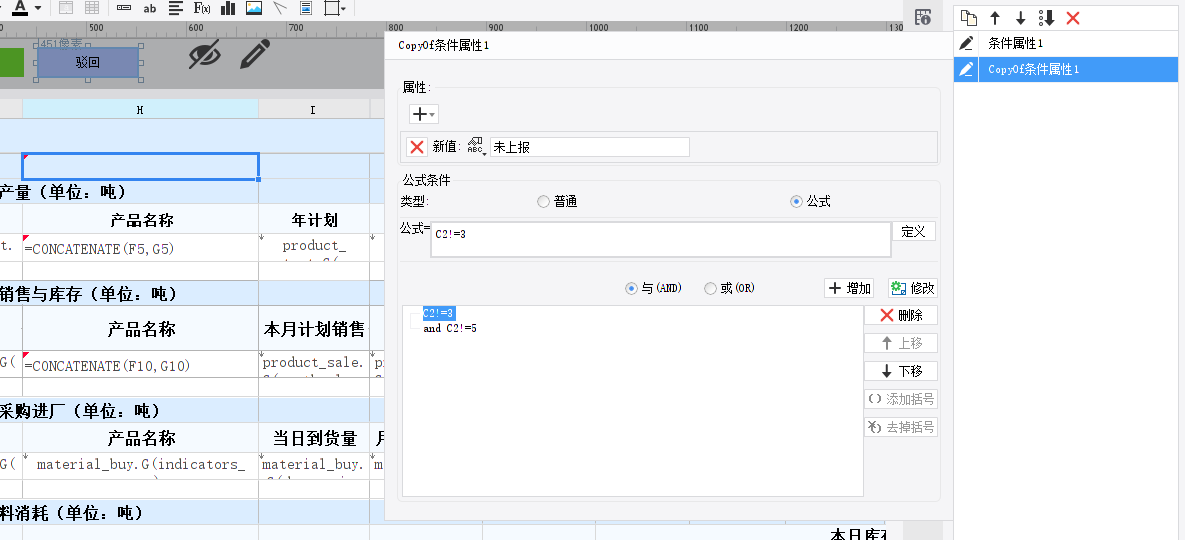 A
ab
F(x)
500
600
700
800
900
1000
1100
1200
451像素
驳回
CopyOf条件属性1
条件属性1
CopyOf条件属性1
属性:
新值:
ABC
未上报
公式条件
类型:
普通
公式
公式=
C2!=3
定义
与(AND)
或(OR)
增加
修改
C2!=3
and C2!=5
删除
上移
下移
添加括号
去掉括号
H
I
产量（单位：吨）
产品名称
年计划
t.
=CONCATENATE(F5,G5)
product_
销售与库存（单位：吨）
产品名称
本月计划销售
G(
=CONCATENATE(F10,G10)
product_sale.
采购进厂（单位：吨）
产品名称
当日到货量
G(
material_buy.G(indicators_
material_buy.
料消耗（单位：吨）
本日库存